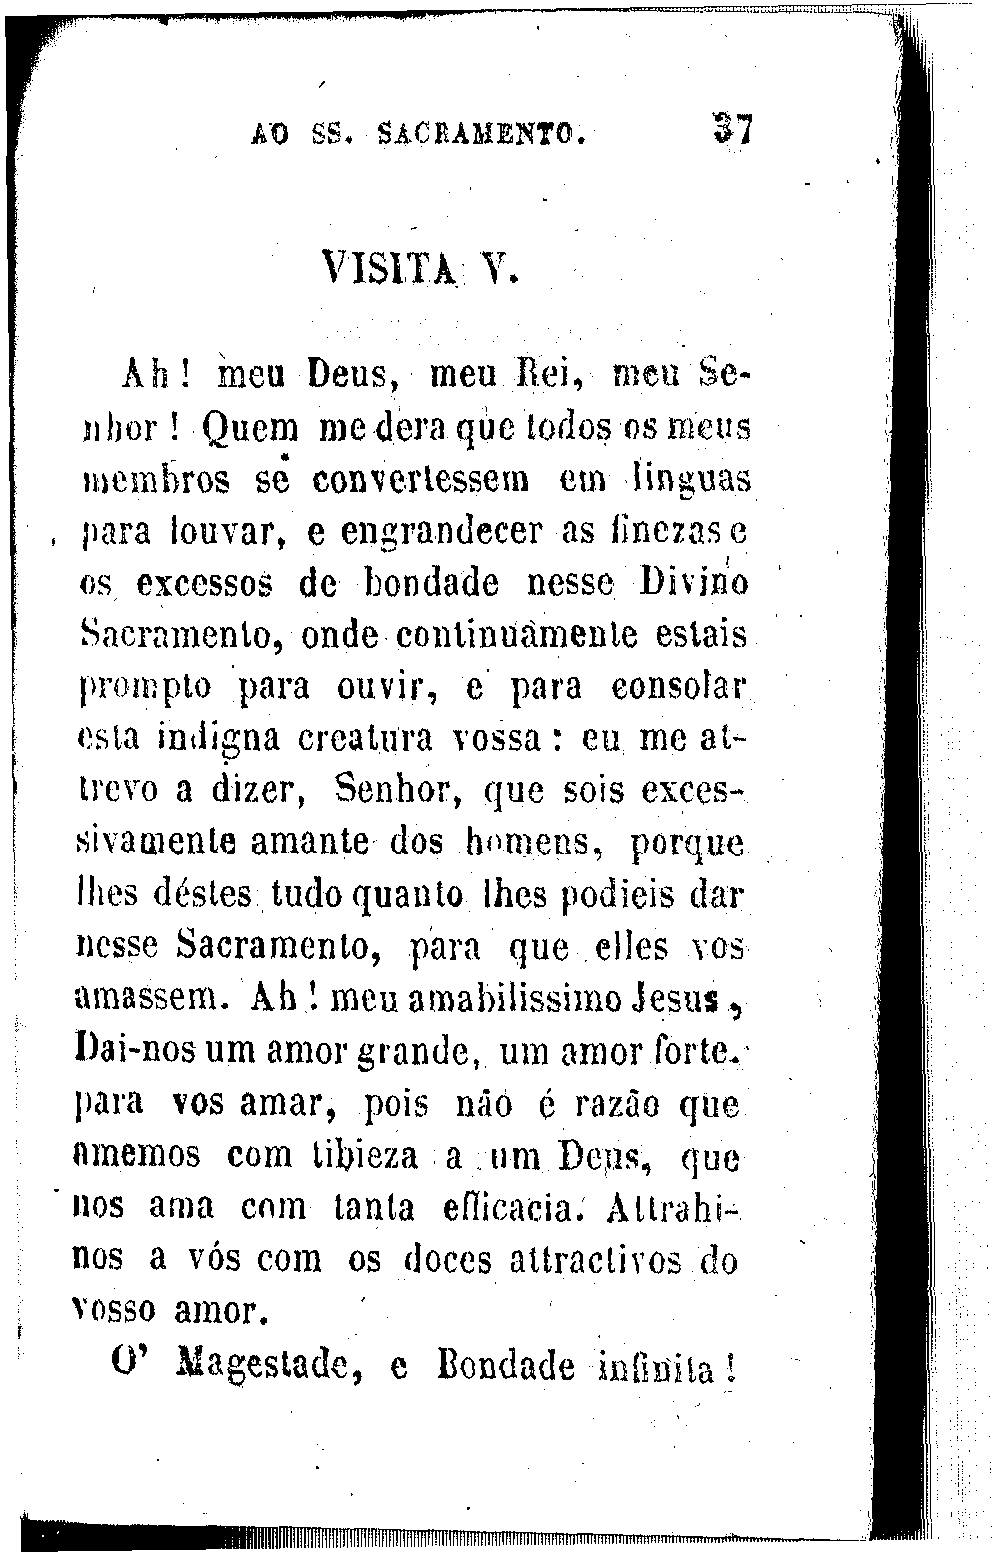 AO SS. SACRAMENTO. 37
VISITA V.
Ah! meu Deus, meu Rei, meu Se-
nhor! Quem me dera que todos os meus
membros se convertessem em linguas
para louvar, e engrandecer as finezas e
os excessos de bondade nesse Divino
Sacramento, onde continuamente estais
prompto para ouvir, e para consolar
esta indigna creatura vossa: eu me at-
trevo a dizer, Senhor, que sois exces-
sivamente amante dos homens, porque
lhes déstes tudo quanto lhes podieis dar
nesse Sacramento, para que elles vos
amassem. Ah! meu amabilissimo Jesus,
Dai-nos um amor grande, um amor forte.
para vos amar, pois não é razão que
amemos com tibieza a um Deus, que
nos ama com tanta efficacia. Attrahi-
nos a vós com os doces attractivos do
vosso amor.
O' Magestade, e Bondade infinita!